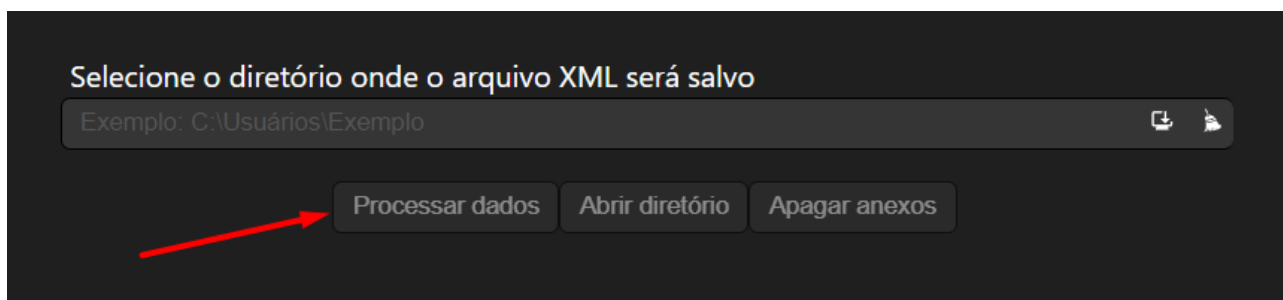 Selecione o diretório onde o arquivo XML será salvo
Exemplo: C:\Usuários\Exemplo
Processar dados Abrir diretório Apagar anexos